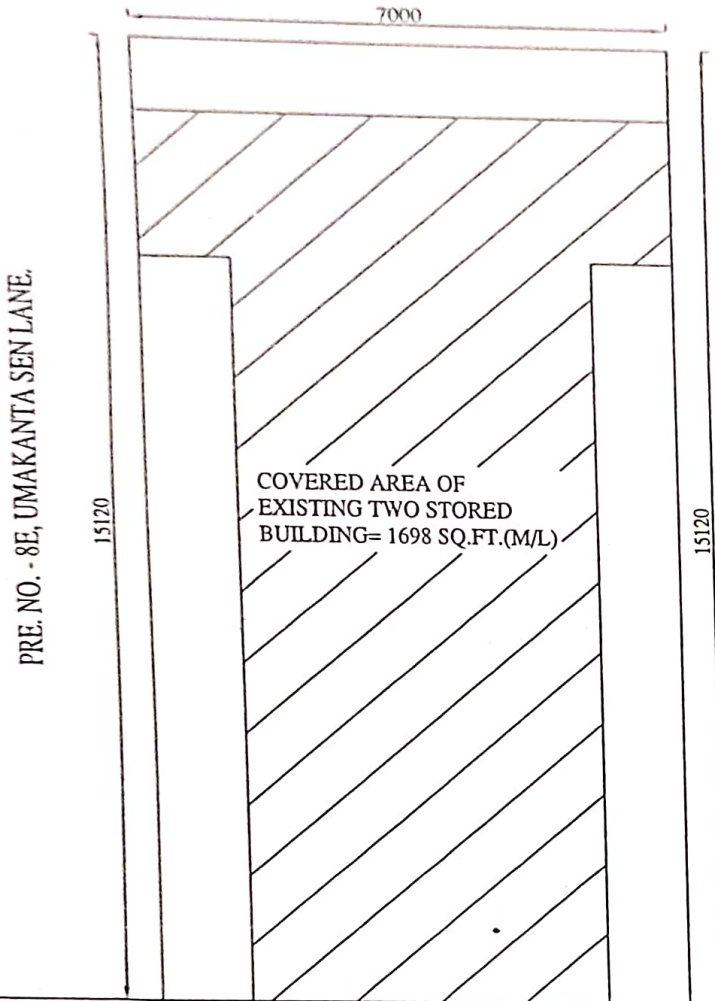 7000
PRE. NO. - 8E, UMAKANTA SEN LANE.
15120
COVERED AREA OF
EXISTING TWO STORED
BUILDING= 1698 SQ.FT.(M/L)
15120